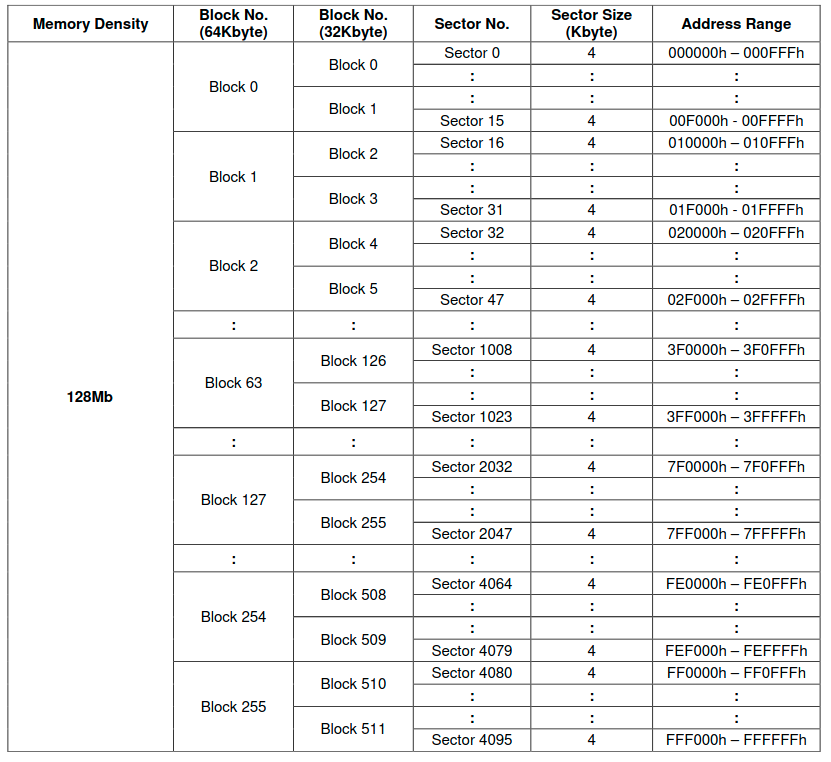 Memory Density Block No. (64Kbyte) Block No. (32Kbyte) Sector No. Sector Size (Kbyte) Address Range
128Mb
Block 0 Block 0 Sector 0 4 000000h – 000FFFh
: : :
Block 1 : : :
Sector 15 4 00F000h - 00FFFFh
Block 1 Block 2 Sector 16 4 010000h – 010FFFh
: : :
Block 3 : : :
Sector 31 4 01F000h - 01FFFFh
Block 2 Block 4 Sector 32 4 020000h – 020FFFh
: : :
Block 5 : : :
Sector 47 4 02F000h – 02FFFFh
: : : : :
Block 63 Block 126 Sector 1008 4 3F0000h – 3F0FFFh
: : :
Block 127 : : :
Sector 1023 4 3FF000h – 3FFFFFh
: : : : :
Block 127 Block 254 Sector 2032 4 7F0000h – 7F0FFFh
: : :
Block 255 : : :
Sector 2047 4 7FF000h – 7FFFFFh
: : : : :
Block 254 Block 508 Sector 4064 4 FE0000h – FE0FFFh
: : :
Block 509 : : :
Sector 4079 4 FEF000h – FEFFFFh
Block 255 Block 510 Sector 4080 4 FF0000h – FF0FFFh
: : :
Block 511 : : :
Sector 4095 4 FFF000h – FFFFFFh